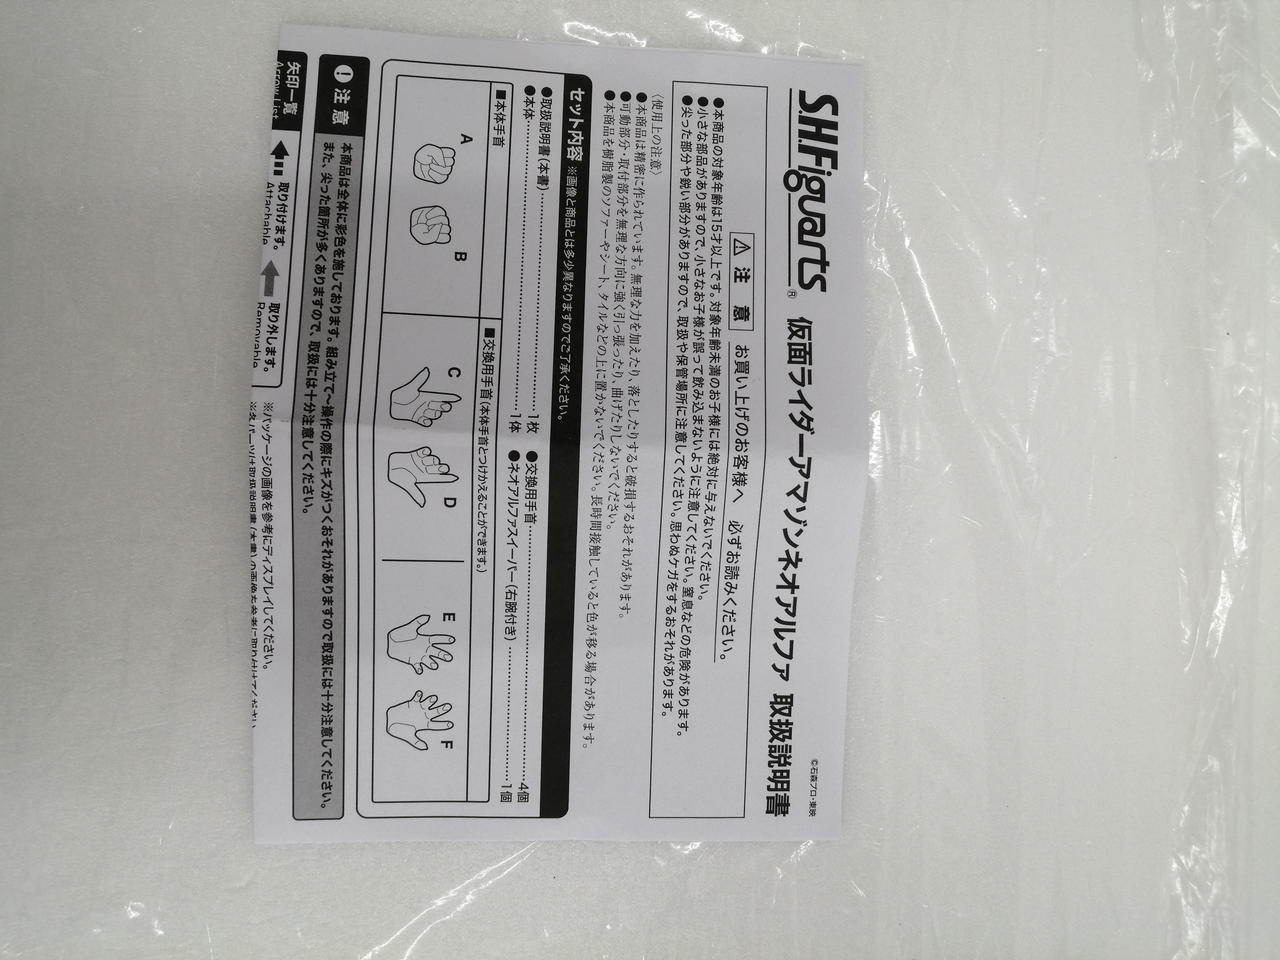 ©石森プロ・東映
S.H.Figuarts® 仮面ライダーアマゾンネオアルファ 取扱説明書
⚠注 意 お買い上げのお客様へ 必ずお読みください。
●本商品の対象年齢は15才以上です。対象年齢未満のお子様には絶対に与えないでください。
●小さな部品がありますので、小さなお子様が誤って飲み込まないように注意してください。窒息などの危険があります。
●尖った部分や鋭い部分がありますので、取扱や保管場所に注意してください。思わぬケガをするおそれがあります。
〈使用上の注意〉
●本商品は精密に作られています。無理な力を加えたり、落としたりすると破損するおそれがあります。
●可動部分・取付部分を無理な方向に強く引っ張ったり、曲げたりしないでください。
●本商品を樹脂製のソファーやシート、タイルなどの上に置かないでください。長時間接触していると色が移る場合があります。
セット内容 ※画像と商品とは多少異なりますのでご了承ください。
●取扱説明書(本書)……1枚 ●交換用手首……4個
●本体……1体 ●ネオアルファスイーパー(右腕付き)……1個
■本体手首 ■交換用手首(本体手首とつけかえることができます。)
A B C D E F
! 注 意 本商品は全体に彩色を施しております。組み立て〜操作の際にキズがつくおそれがありますので取扱には十分注意してください。
また、尖った箇所が多くありますので、取扱には十分注意してください。
矢印一覧 取り付けます。 取り外します。 ※パッケージの画像を参考にディスプレイしてください。
Arrow List Attachable Removable